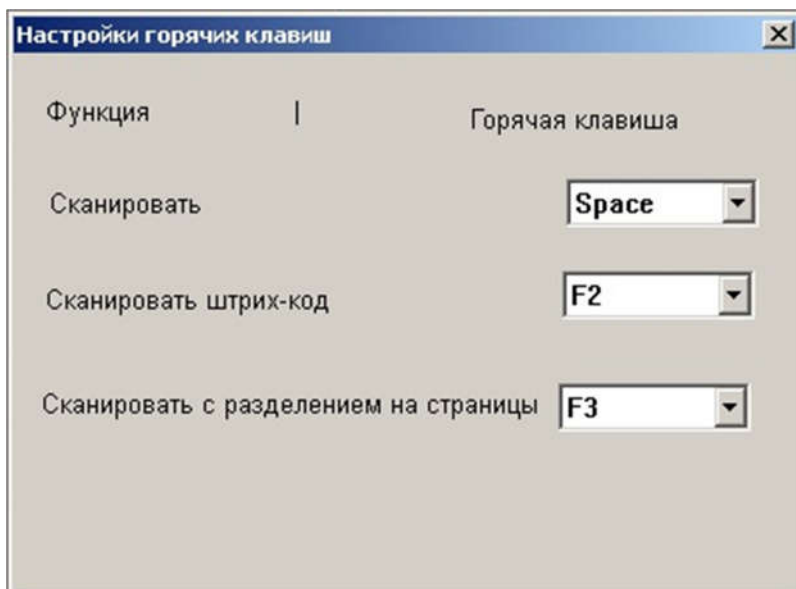 Настройки горячих клавиш
Функция | Горячая клавиша
Сканировать Space
Сканировать штрих-код F2
Сканировать с разделением на страницы F3